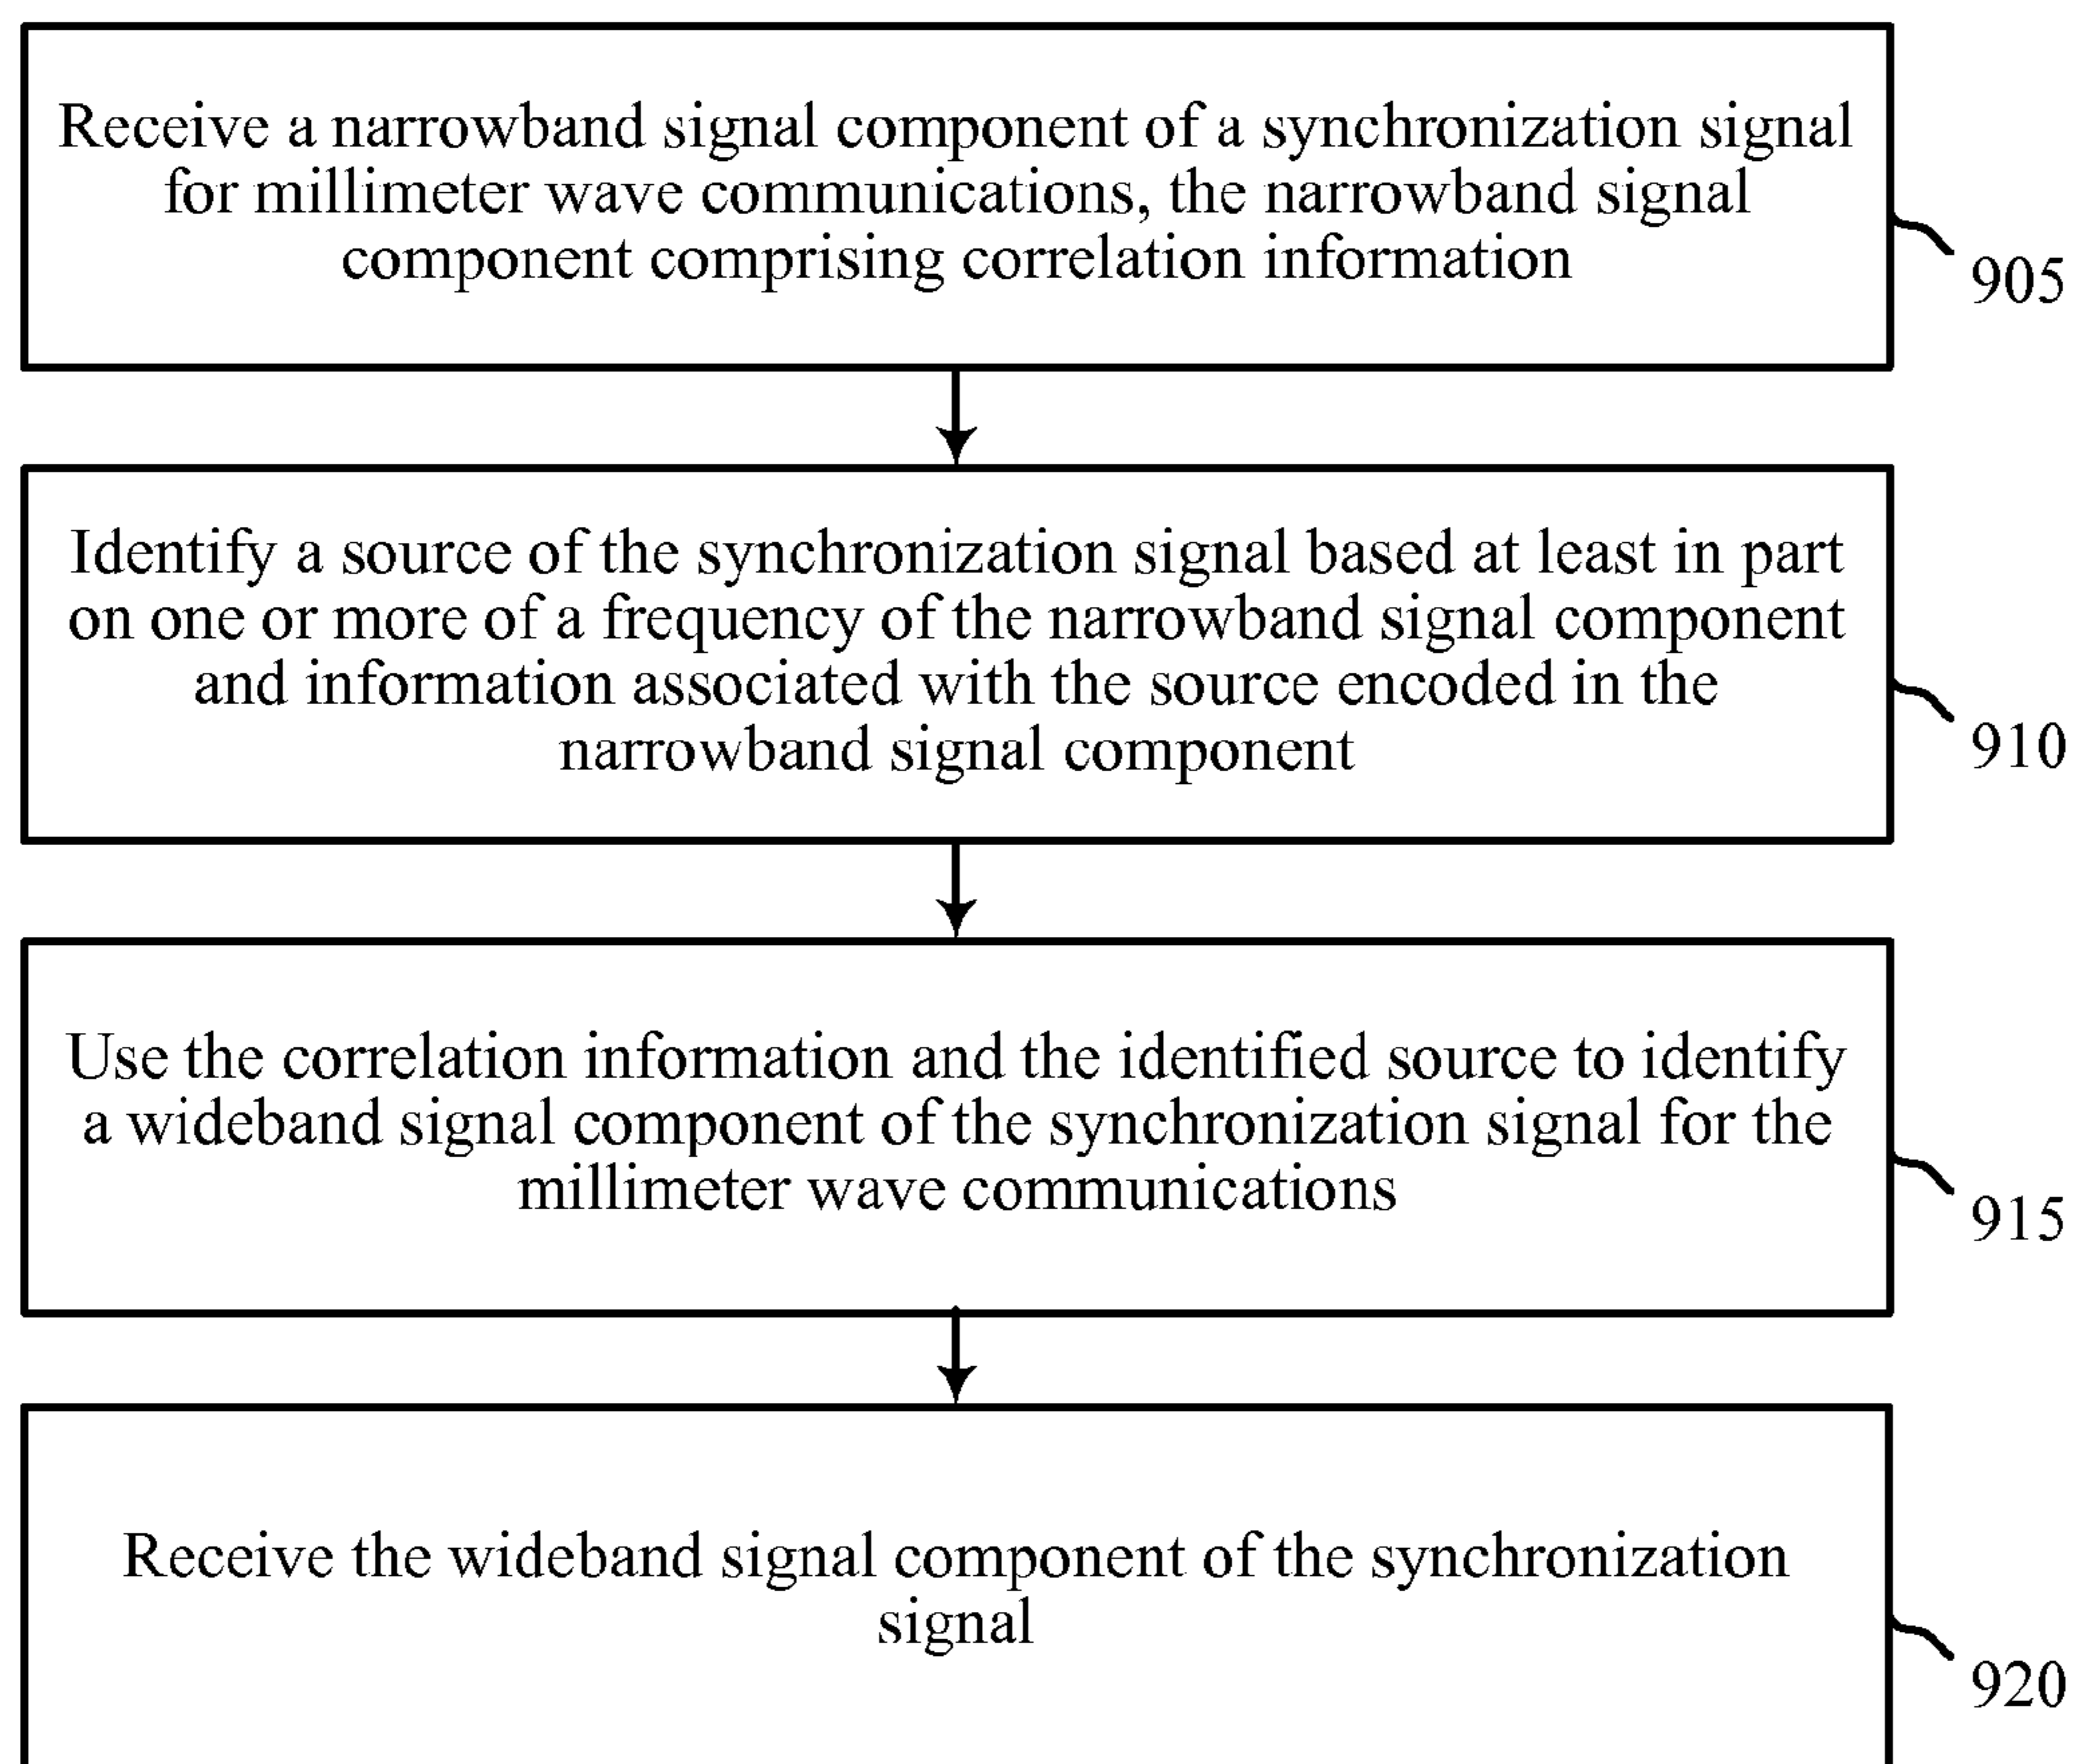 Receive a narrowband signal component of a synchronization signal
for millimeter wave communications, the narrowband signal
component comprising correlation information
905
Identify a source of the synchronization signal based at least in part
on one or more of a frequency of the narrowband signal component
and information associated with the source encoded in the
narrowband signal component
910
Use the correlation information and the identified source to identify
a wideband signal component of the synchronization signal for the
millimeter wave communications
915
Receive the wideband signal component of the synchronization
signal
920